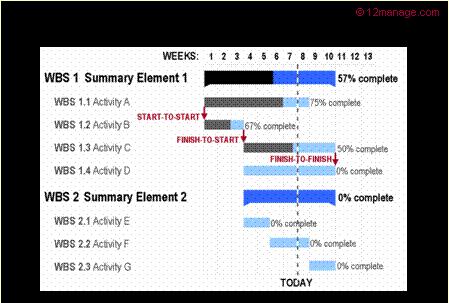 © 12manage.com
WEEKS: 1 2 3 4 5 6 7 8 9 10 11 12 13
WBS 1 Summary Element 1 57% complete
WBS 1.1 Activity A 75% complete
START-TO-START
WBS 1.2 Activity B 67% complete
FINISH-TO-START
WBS 1.3 Activity C 50% complete
FINISH-TO-FINISH
WBS 1.4 Activity D 0% complete
WBS 2 Summary Element 2 0% complete
WBS 2.1 Activity E 0% complete
WBS 2.2 Activity F 0% complete
WBS 2.3 Activity G 0% complete
TODAY